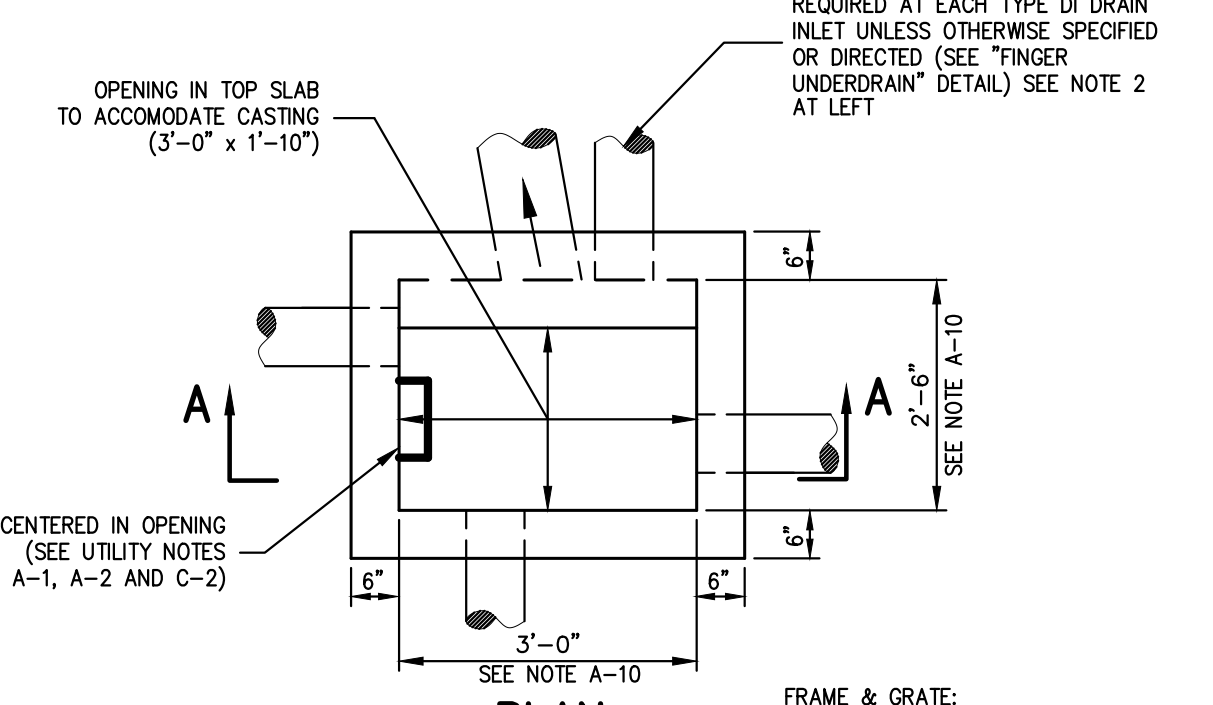 REQUIRED AT EACH TYPE DI DRAIN
INLET UNLESS OTHERWISE SPECIFIED
OR DIRECTED (SEE "FINGER
UNDERDRAIN" DETAIL) SEE NOTE 2
AT LEFT
OPENING IN TOP SLAB
TO ACCOMODATE CASTING
(3'-0" x 1'-10")
6"
A
A
2'-6"
SEE NOTE A-10
CENTERED IN OPENING
(SEE UTILITY NOTES
A-1, A-2 AND C-2)
6"
6"
6"
3'-0"
SEE NOTE A-10
PLAN
FRAME & GRATE: